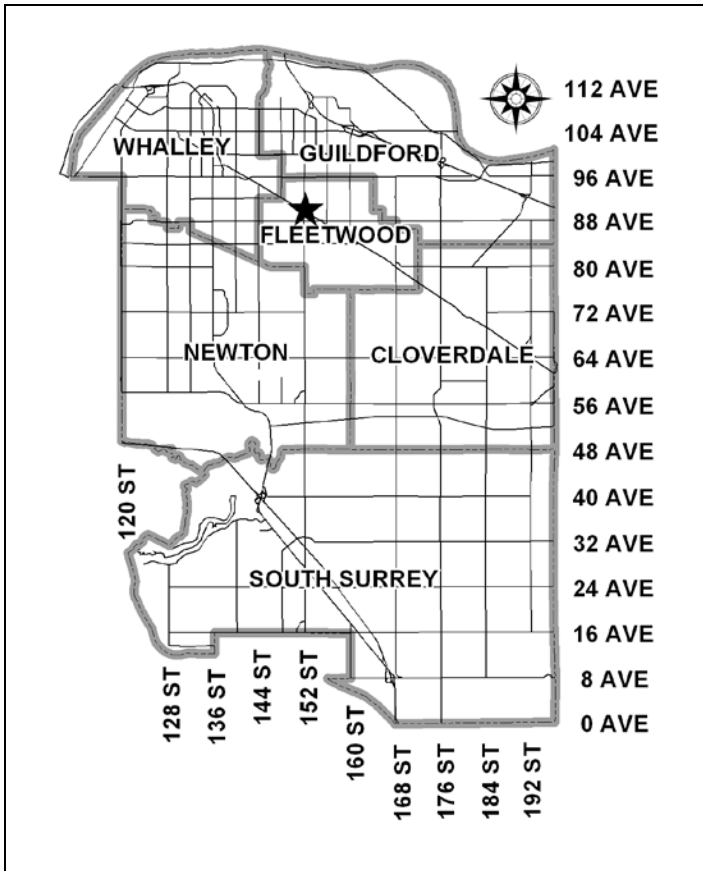 112 AVE
104 AVE
WHALLEY
GUILDFORD
96 AVE
88 AVE
FLEETWOOD
80 AVE
72 AVE
NEWTON
CLOVERDALE
64 AVE
56 AVE
48 AVE
120 ST
40 AVE
32 AVE
SOUTH SURREY
24 AVE
16 AVE
128 ST
136 ST
144 ST
152 ST
160 ST
168 ST
176 ST
184 ST
192 ST
8 AVE
0 AVE